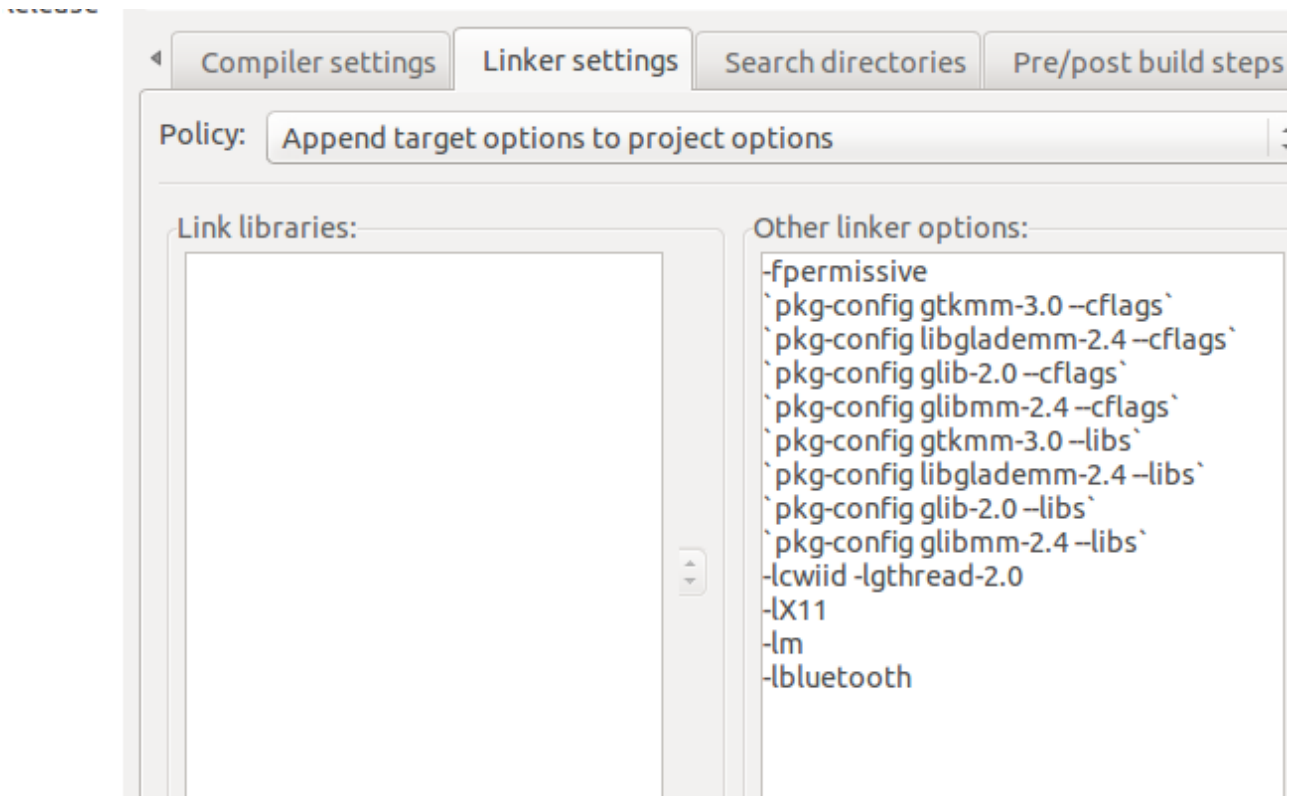 Compiler settings Linker settings Search directories Pre/post build steps
Policy: Append target options to project options
Link libraries:
Other linker options:
-fpermissive
`pkg-config gtkmm-3.0 --cflags`
`pkg-config libglademm-2.4 --cflags`
`pkg-config glib-2.0 --cflags`
`pkg-config glibmm-2.4 --cflags`
`pkg-config gtkmm-3.0 --libs`
`pkg-config libglademm-2.4 --libs`
`pkg-config glib-2.0 --libs`
`pkg-config glibmm-2.4 --libs`
-lcwiid -lgthread-2.0
-lX11
-lm
-lbluetooth